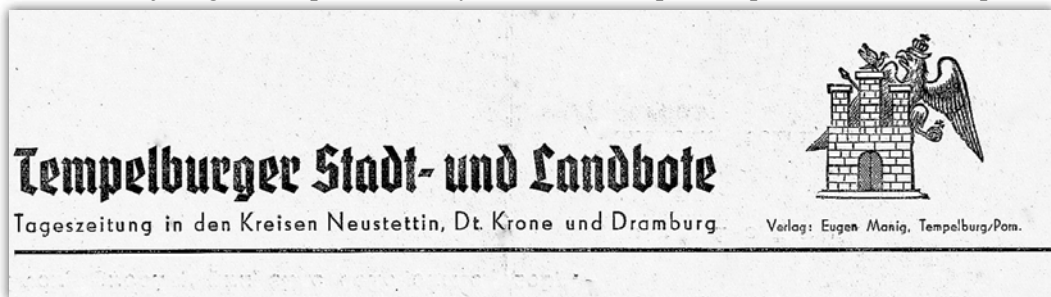 Tempelburger Stadt- und Landbote
Tageszeitung in den Kreisen Neustettin, Dt. Krone und Dramburg
Verlag: Eugen Manig, Tempelburg/Pom.